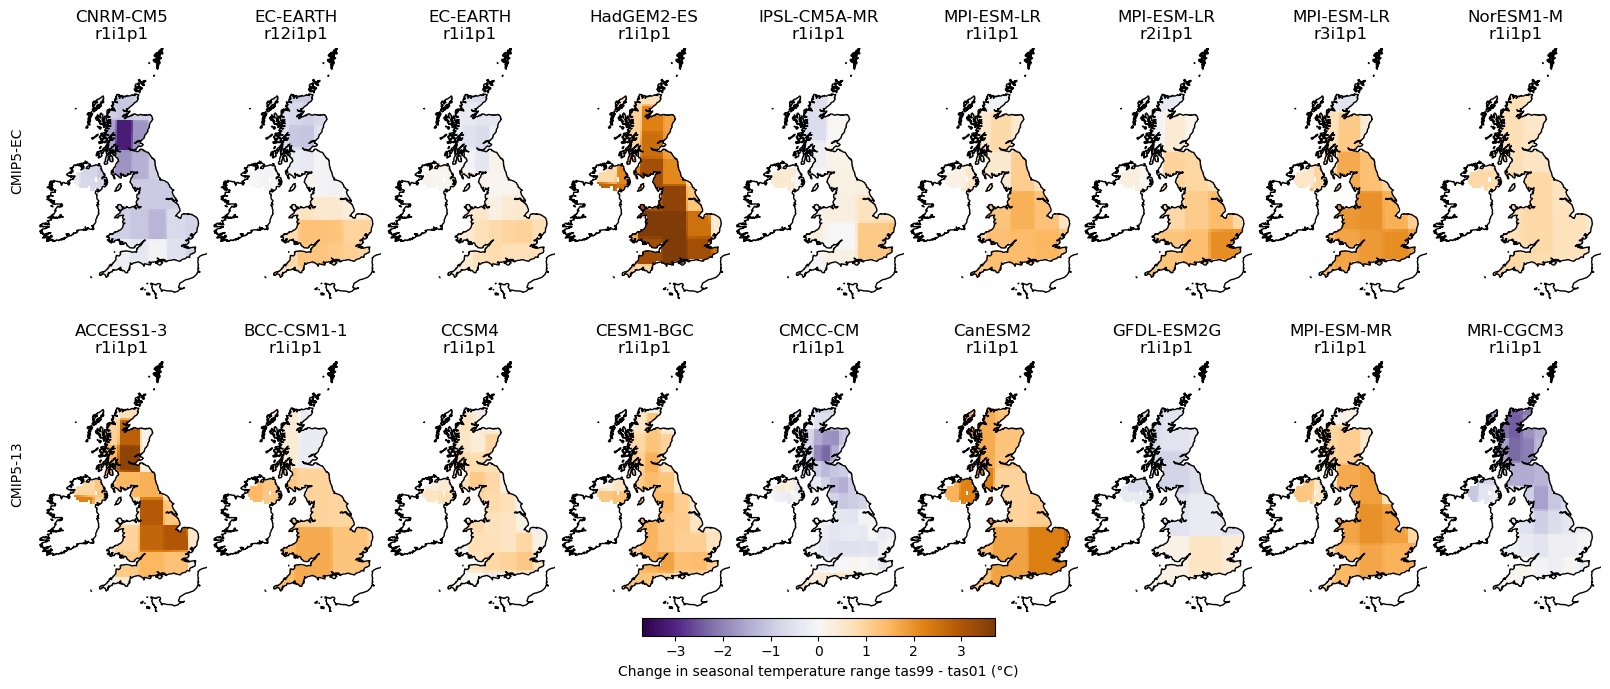 CNRM-CM5
r1i1p1
EC-EARTH
r12i1p1
EC-EARTH
r1i1p1
HadGEM2-ES
r1i1p1
IPSL-CM5A-MR
r1i1p1
MPI-ESM-LR
r1i1p1
MPI-ESM-LR
r2i1p1
MPI-ESM-LR
r3i1p1
NorESM1-M
r1i1p1
CMIP5-EC
ACCESS1-3
r1i1p1
BCC-CSM1-1
r1i1p1
CCSM4
r1i1p1
CESM1-BGC
r1i1p1
CMCC-CM
r1i1p1
CanESM2
r1i1p1
GFDL-ESM2G
r1i1p1
MPI-ESM-MR
r1i1p1
MRI-CGCM3
r1i1p1
CMIP5-13
−3 −2 −1 0 1 2 3
Change in seasonal temperature range tas99 - tas01 (°C)